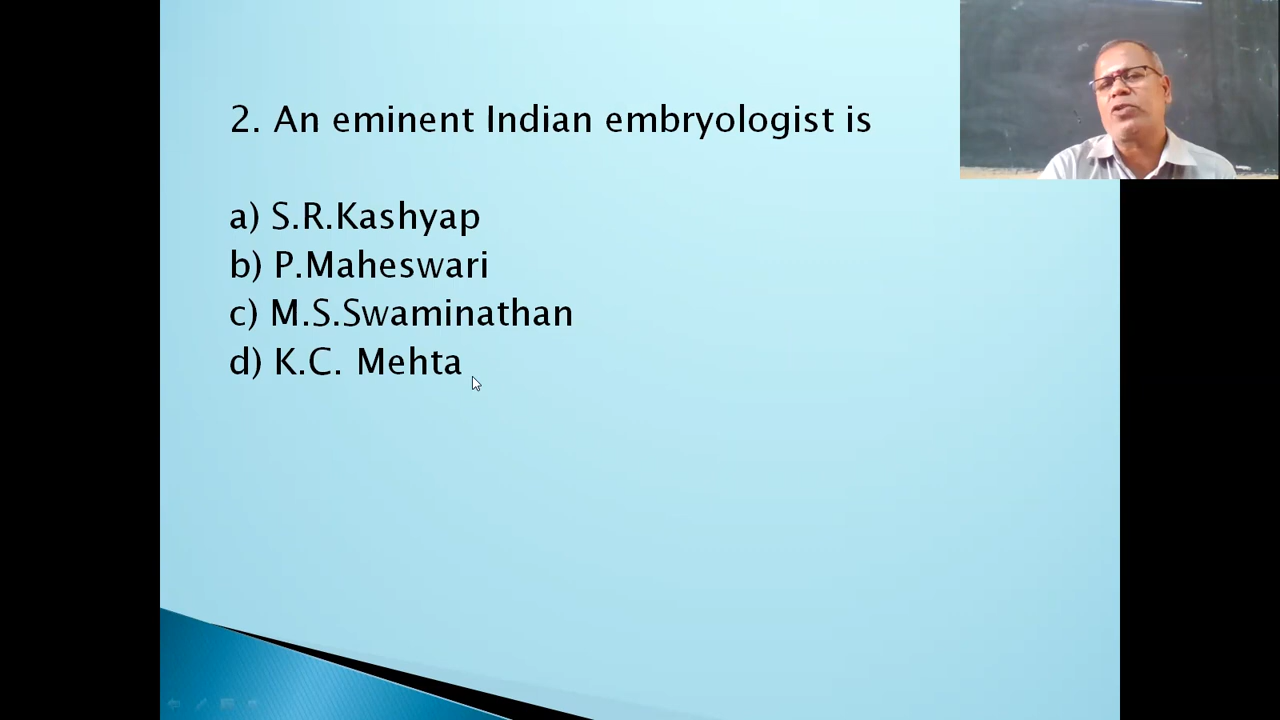 2. An eminent Indian embryologist is
a) S.R.Kashyap
b) P.Maheswari
c) M.S.Swaminathan
d) K.C. Mehta